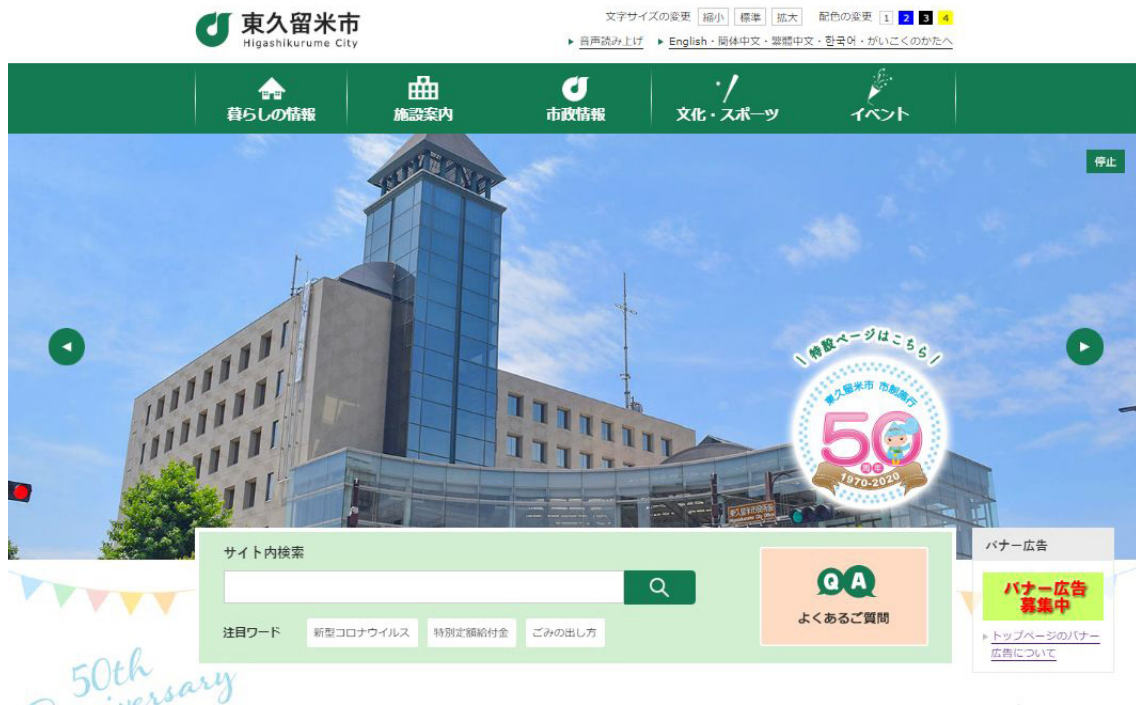 東久留米市
Higashikurume City
文字サイズの変更 縮小 標準 拡大 配色の変更 1 2 3 4
音声読み上げ English・簡体中文・繁體中文・한국어・がいこくのかたへ
暮らしの情報 施設案内 市政情報 文化・スポーツ イベント
停止
特設ページはこちら
東久留米市 市制施行
50
周年
1970-2020
東久留米市役所前
サイト内検索
Q A
よくあるご質問
注目ワード 新型コロナウイルス 特別定額給付金 ごみの出し方
バナー広告
バナー広告
募集中
トップページのバナー
広告について
50th
Anniversary